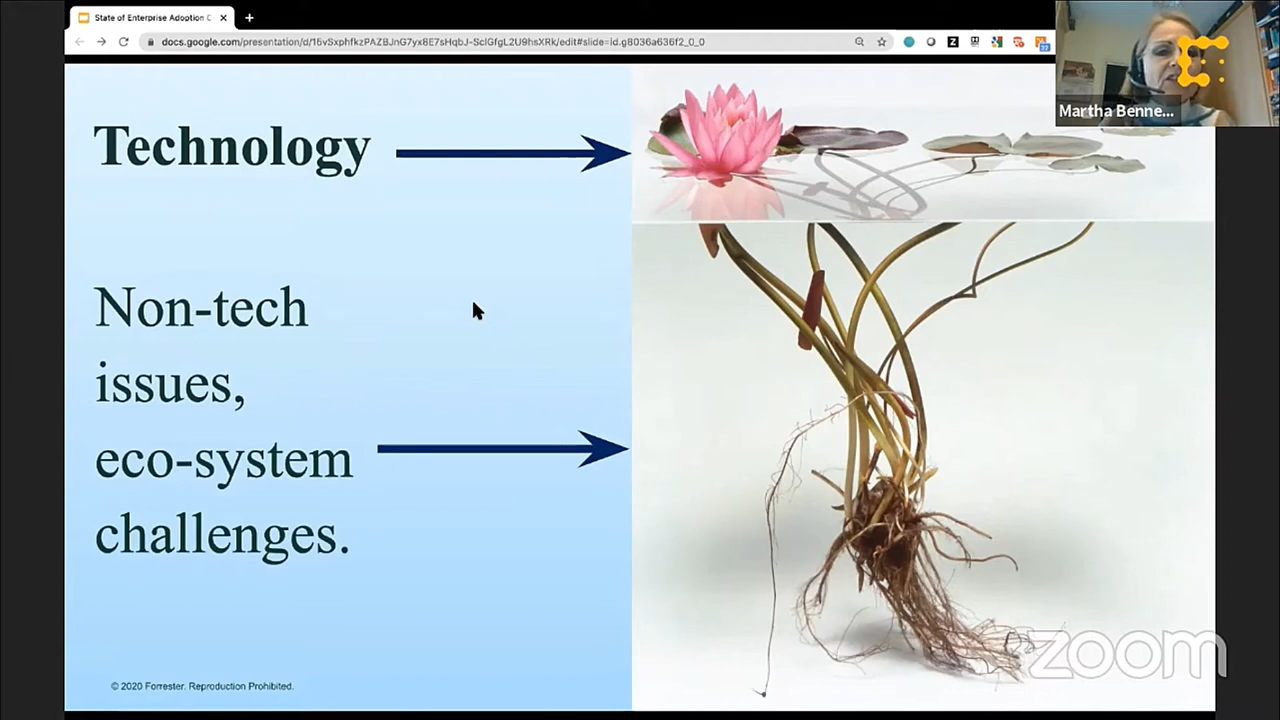 State of Enterprise Adoption C
docs.google.com/presentation/d/15vSxphfkzPAZBJnG7yx8E7sHqbJ-SclGfgL2U9hsXRk/edit#slide=id.g8036a636f2_0_0
Martha Benne...
Technology
Non-tech
issues,
eco-system
challenges.
© 2020 Forrester. Reproduction Prohibited.
zoom